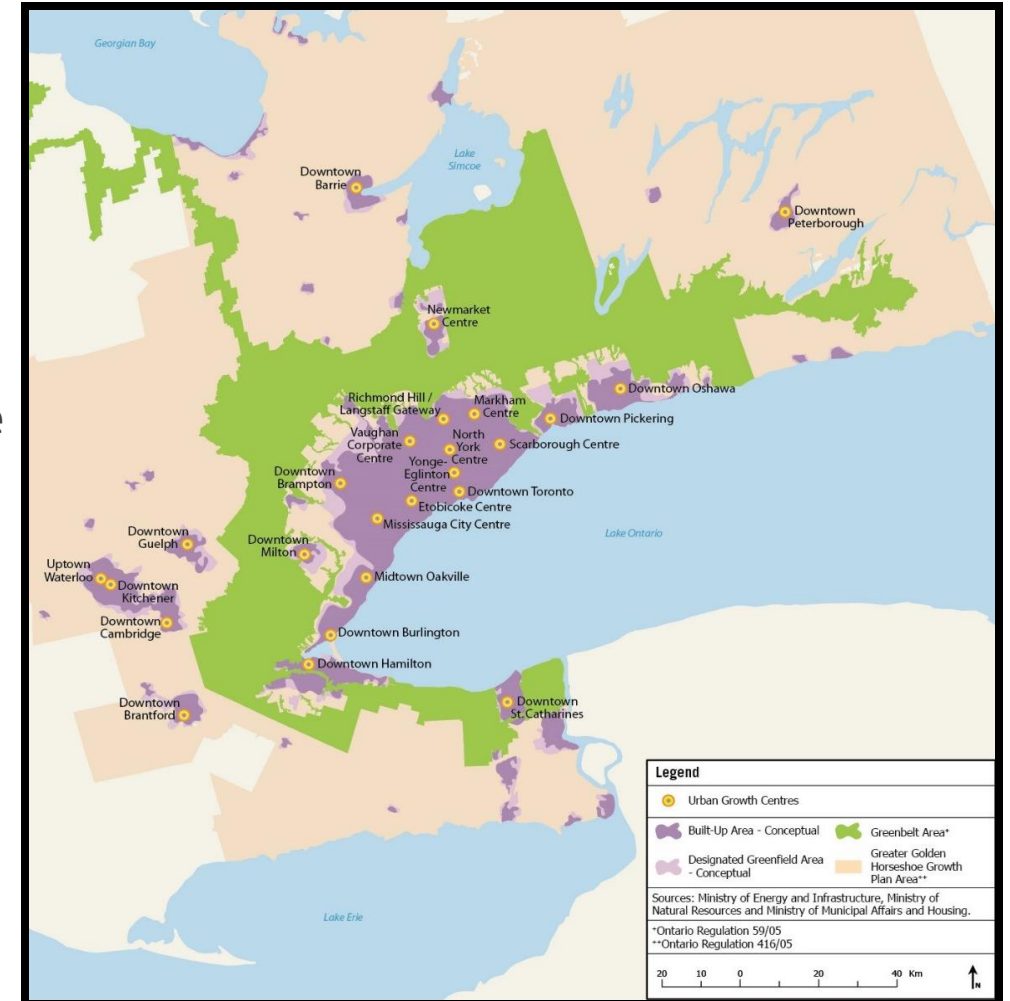 e
Georgian Bay
Lake
Simcoe
Downtown
Barrie
Downtown
Peterborough
Newmarket
Centre
Downtown Oshawa
Richmond Hill /
Langstaff Gateway
Markham
Centre
Downtown Pickering
Vaughan
Corporate
Centre
North
York
Centre
Scarborough Centre
Yonge-
Eglinton
Centre
Downtown
Brampton
Downtown Toronto
Etobicoke Centre
Mississauga City Centre
Lake Ontario
Downtown
Guelph
Downtown
Milton
Uptown
Waterloo
Downtown
Kitchener
Midtown Oakville
Downtown
Cambridge
Downtown Burlington
Downtown Hamilton
Downtown
Brantford
Downtown
St. Catharines
Lake Erie
Legend
Urban Growth Centres
Built-Up Area - Conceptual
Greenbelt Area*
Designated Greenfield Area
- Conceptual
Greater Golden
Horseshoe Growth
Plan Area**
Sources: Ministry of Energy and Infrastructure, Ministry of
Natural Resources and Ministry of Municipal Affairs and Housing.
*Ontario Regulation 59/05
**Ontario Regulation 416/05
20 10 0 20 40 Km
N